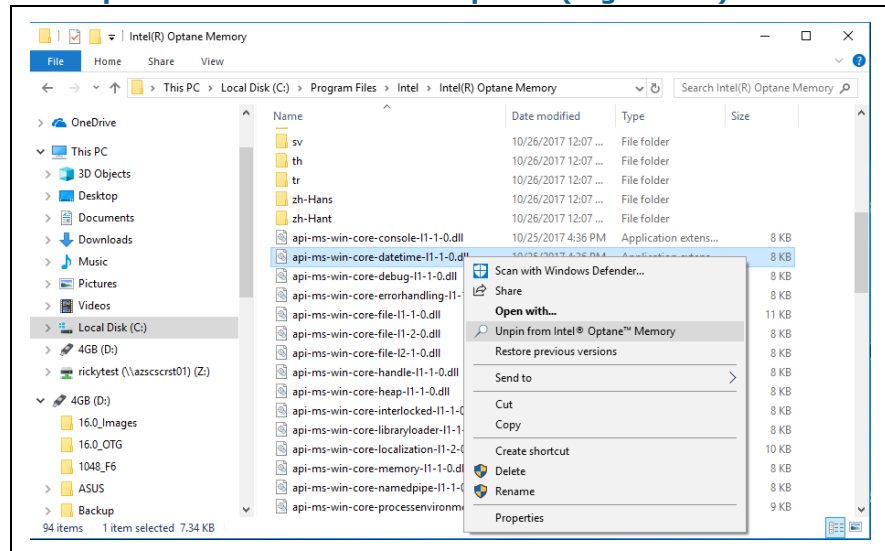 Intel(R) Optane Memory
File Home Share View
This PC > Local Disk (C:) > Program Files > Intel > Intel(R) Optane Memory
Search Intel(R) Optane Memory
Name Date modified Type Size
OneDrive
This PC
3D Objects
Desktop
Documents
Downloads
Music
Pictures
Videos
Local Disk (C:)
4GB (D:)
rickytest (\\azscscrst01) (Z:)
4GB (D:)
16.0_Images
16.0_OTG
1048_F6
ASUS
Backup
sv 10/26/2017 12:07 ... File folder
th 10/26/2017 12:07 ... File folder
tr 10/26/2017 12:07 ... File folder
zh-Hans 10/26/2017 12:07 ... File folder
zh-Hant 10/26/2017 12:07 ... File folder
api-ms-win-core-console-l1-1-0.dll 10/25/2017 4:36 PM Application extens... 8 KB
api-ms-win-core-datetime-l1-1-0.dll 8 KB
api-ms-win-core-debug-l1-1-0.dll 8 KB
api-ms-win-core-errorhandling-l1- 8 KB
api-ms-win-core-file-l1-1-0.dll 11 KB
api-ms-win-core-file-l1-2-0.dll 8 KB
api-ms-win-core-file-l2-1-0.dll 8 KB
api-ms-win-core-handle-l1-1-0.dll 8 KB
api-ms-win-core-heap-l1-1-0.dll 8 KB
api-ms-win-core-interlocked-l1-1-0 8 KB
api-ms-win-core-libraryloader-l1-1- 8 KB
api-ms-win-core-localization-l1-2-0 10 KB
api-ms-win-core-memory-l1-1-0.dl 8 KB
api-ms-win-core-namedpipe-l1-1-0 8 KB
api-ms-win-core-processenvironme 9 KB
Scan with Windows Defender...
Share
Open with...
Unpin from Intel® Optane™ Memory
Restore previous versions
Send to
Cut
Copy
Create shortcut
Delete
Rename
Properties
94 items 1 item selected 7.34 KB